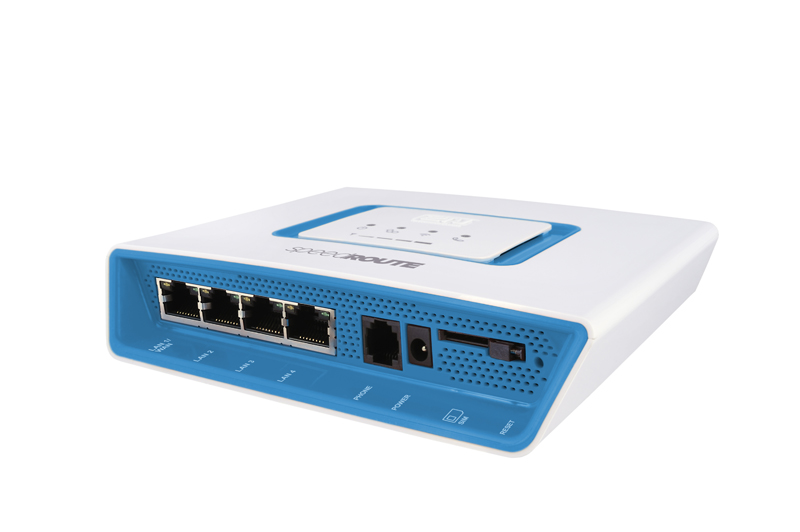 speedROUTE
LAN 1/
WAN
LAN 2
LAN 3
LAN 4
PHONE
POWER
SIM
RESET